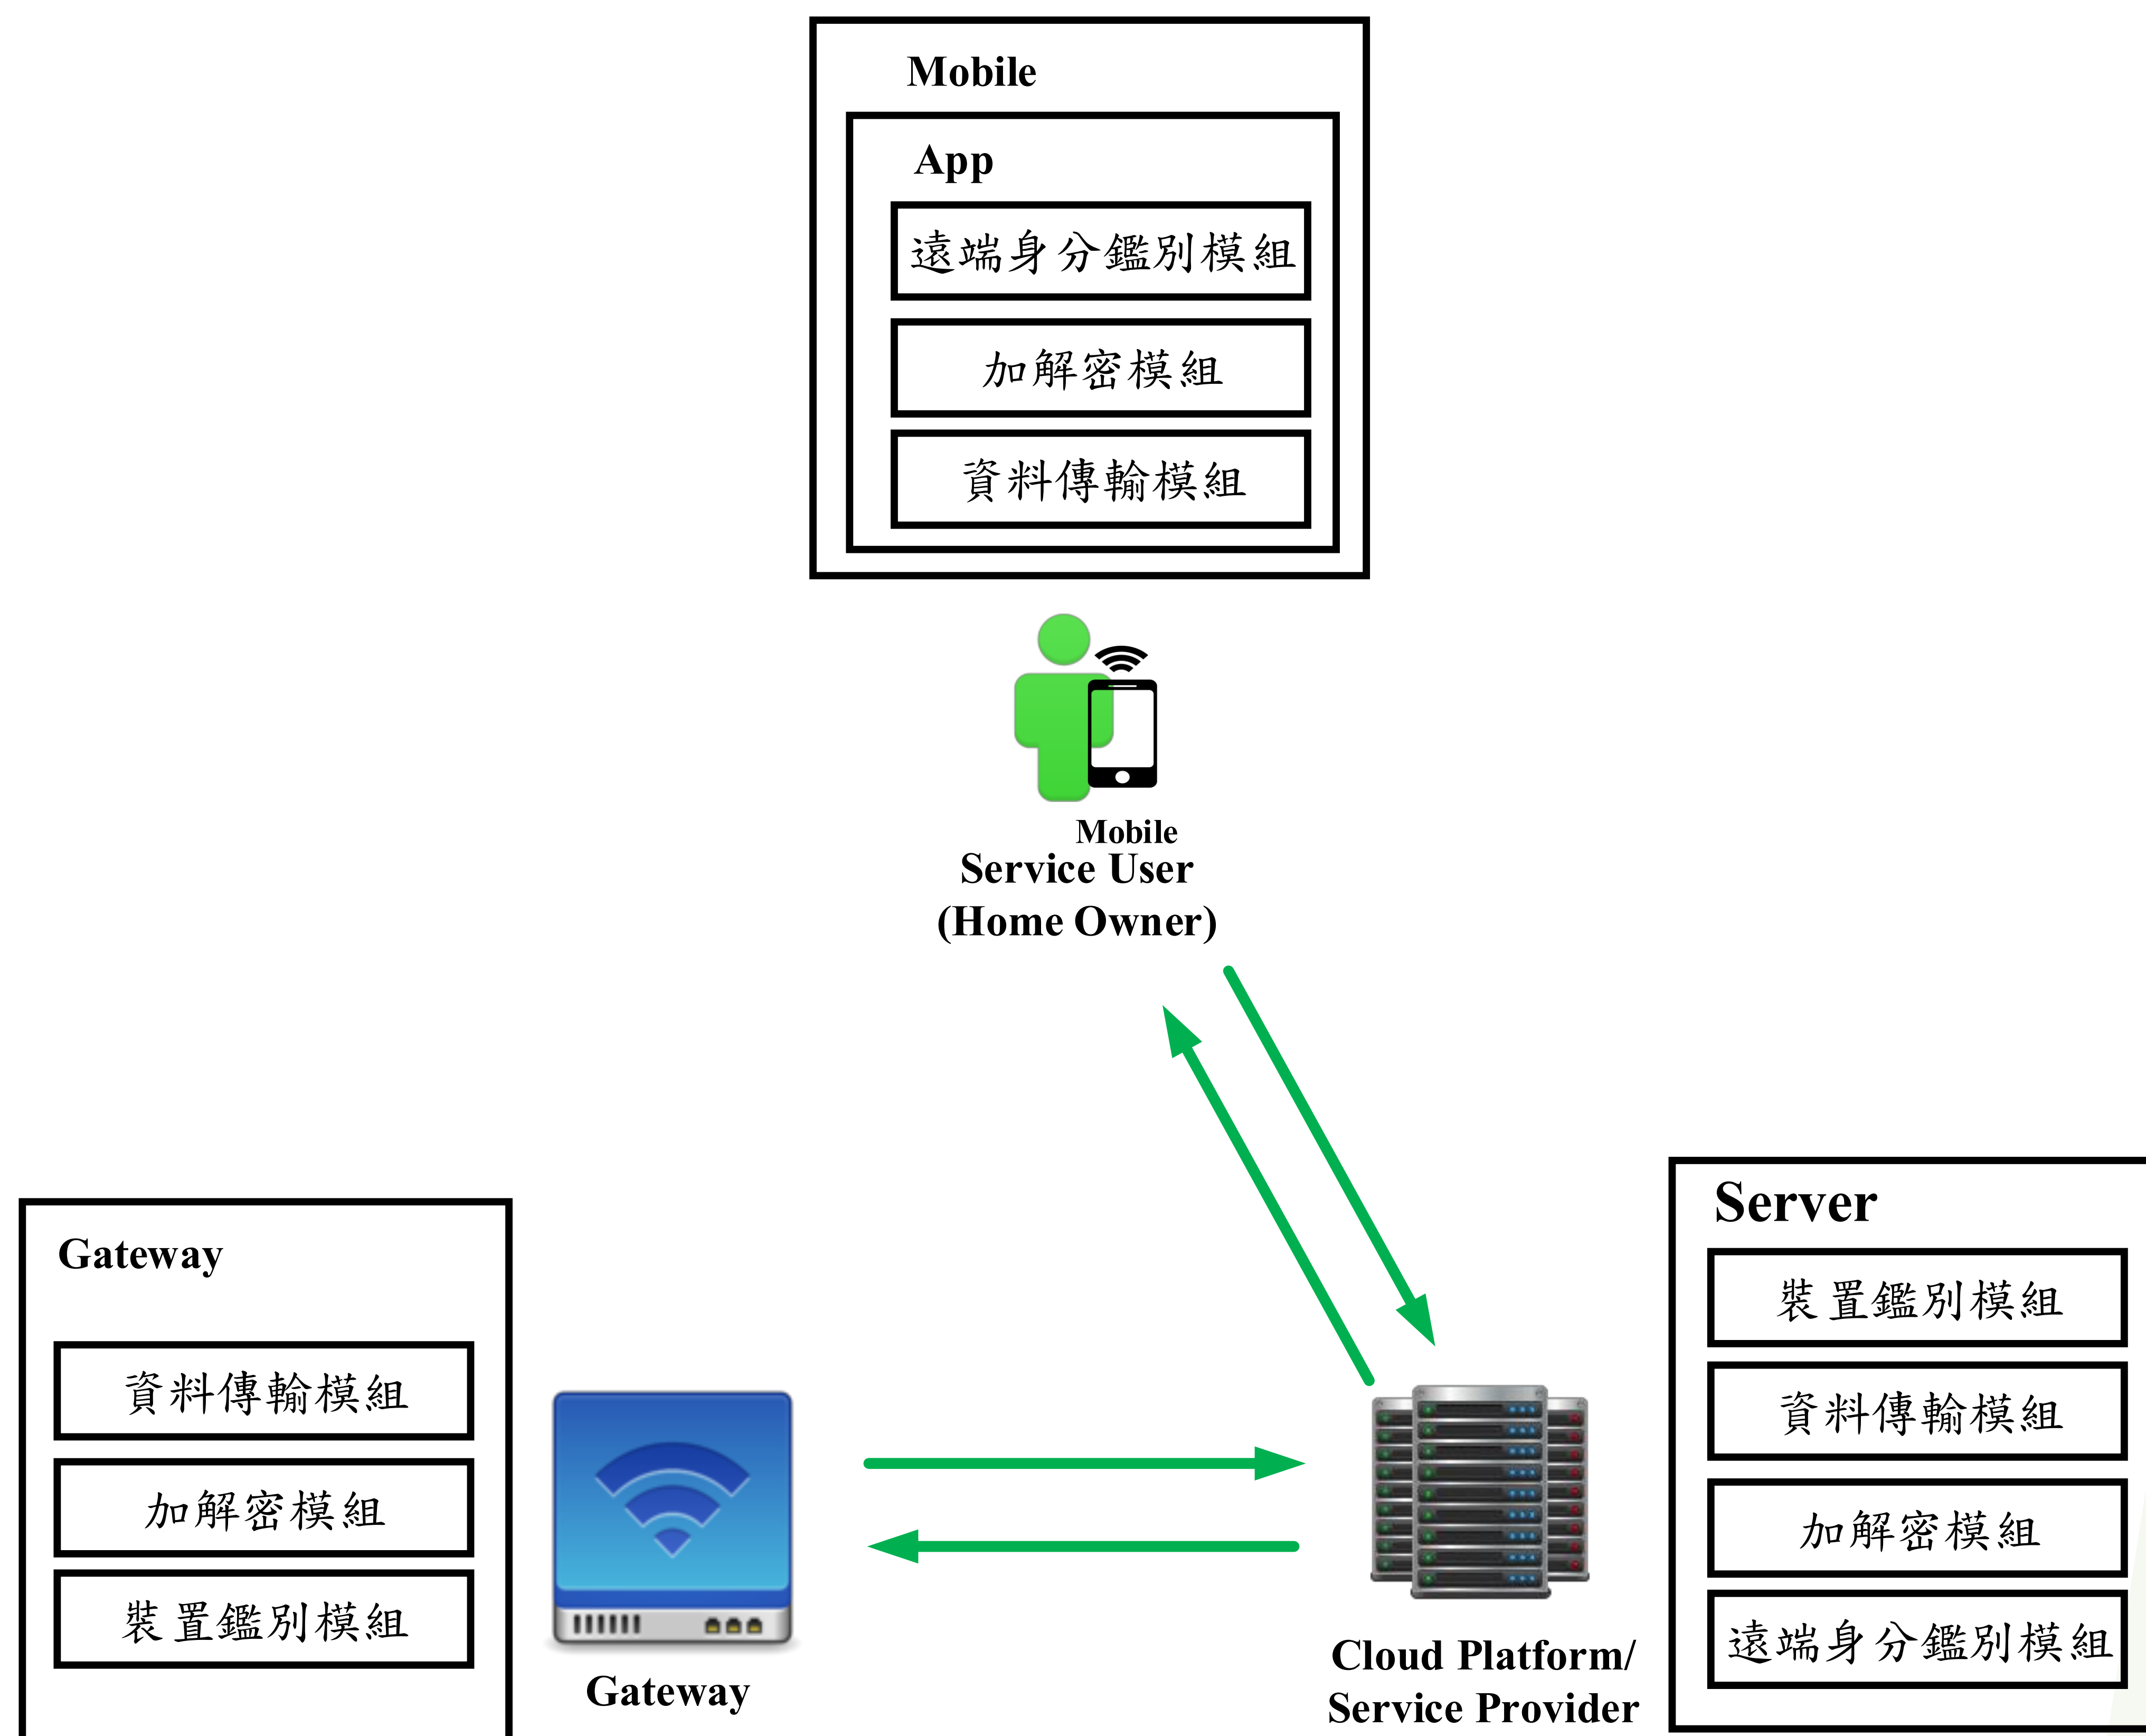 Mobile
App
遠端身分鑑別模組
加解密模組
資料傳輸模組
Mobile
Service User
(Home Owner)
Gateway
資料傳輸模組
加解密模組
裝置鑑別模組
Gateway
Cloud Platform/
Service Provider
Server
裝置鑑別模組
資料傳輸模組
加解密模組
遠端身分鑑別模組